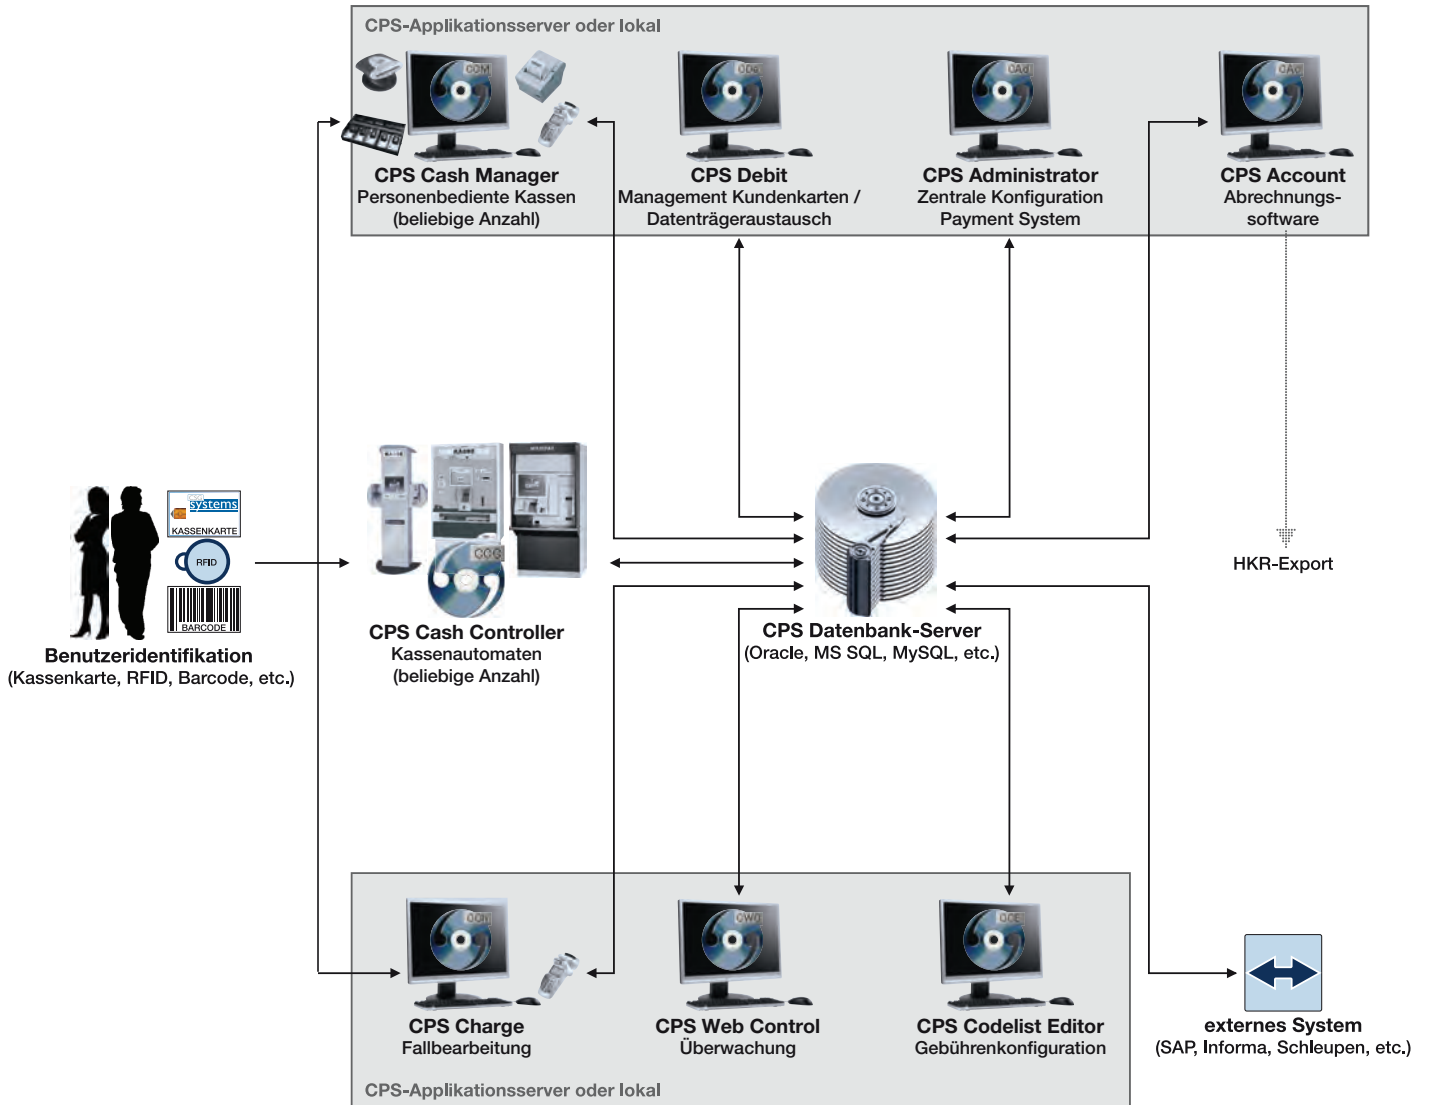 CPS-Applikationsserver oder lokal
CPS Cash Manager
Personenbediente Kassen
(beliebige Anzahl)
CPS Debit
Management Kundenkarten /
Datenträgeraustausch
CPS Administrator
Zentrale Konfiguration
Payment System
CPS Account
Abrechnungs-
software
systems
KASSENKARTE
RFID
BARCODE
Benutzeridentifikation
(Kassenkarte, RFID, Barcode, etc.)
CCC
CPS Cash Controller
Kassenautomaten
(beliebige Anzahl)
CPS Datenbank-Server
(Oracle, MS SQL, MySQL, etc.)
HKR-Export
CPS Charge
Fallbearbeitung
CPS Web Control
Überwachung
CPS Codelist Editor
Gebührenkonfiguration
externes System
(SAP, Informa, Schleupen, etc.)
CPS-Applikationsserver oder lokal